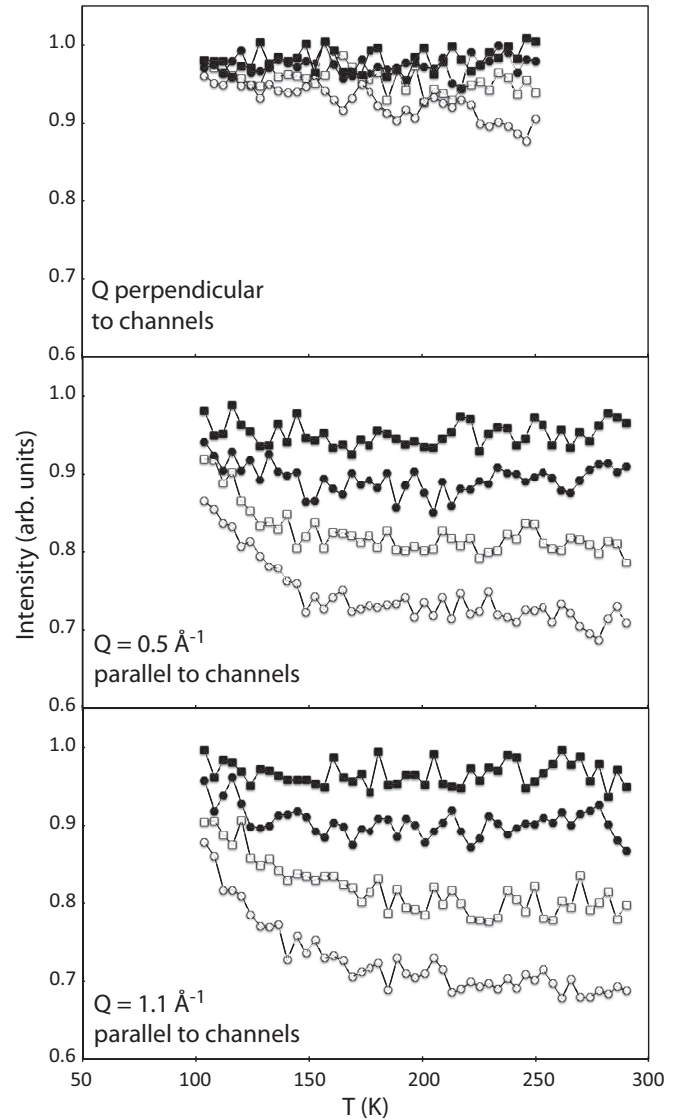 1.0
0.9
0.8
0.7
Q perpendicular
to channels
0.6
1.0
0.9
Intensity (arb. units)
0.8
0.7
Q = 0.5 Å-1
parallel to channels
0.6
1.0
0.9
0.8
0.7
Q = 1.1 Å-1
parallel to channels
0.6
50 100 150 200 250 300
T (K)